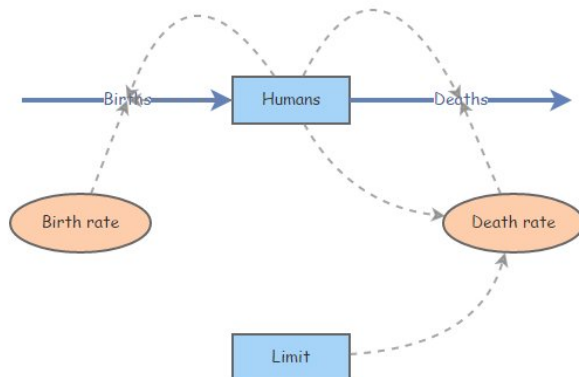 Births
Humans
Deaths
Birth rate
Death rate
Limit